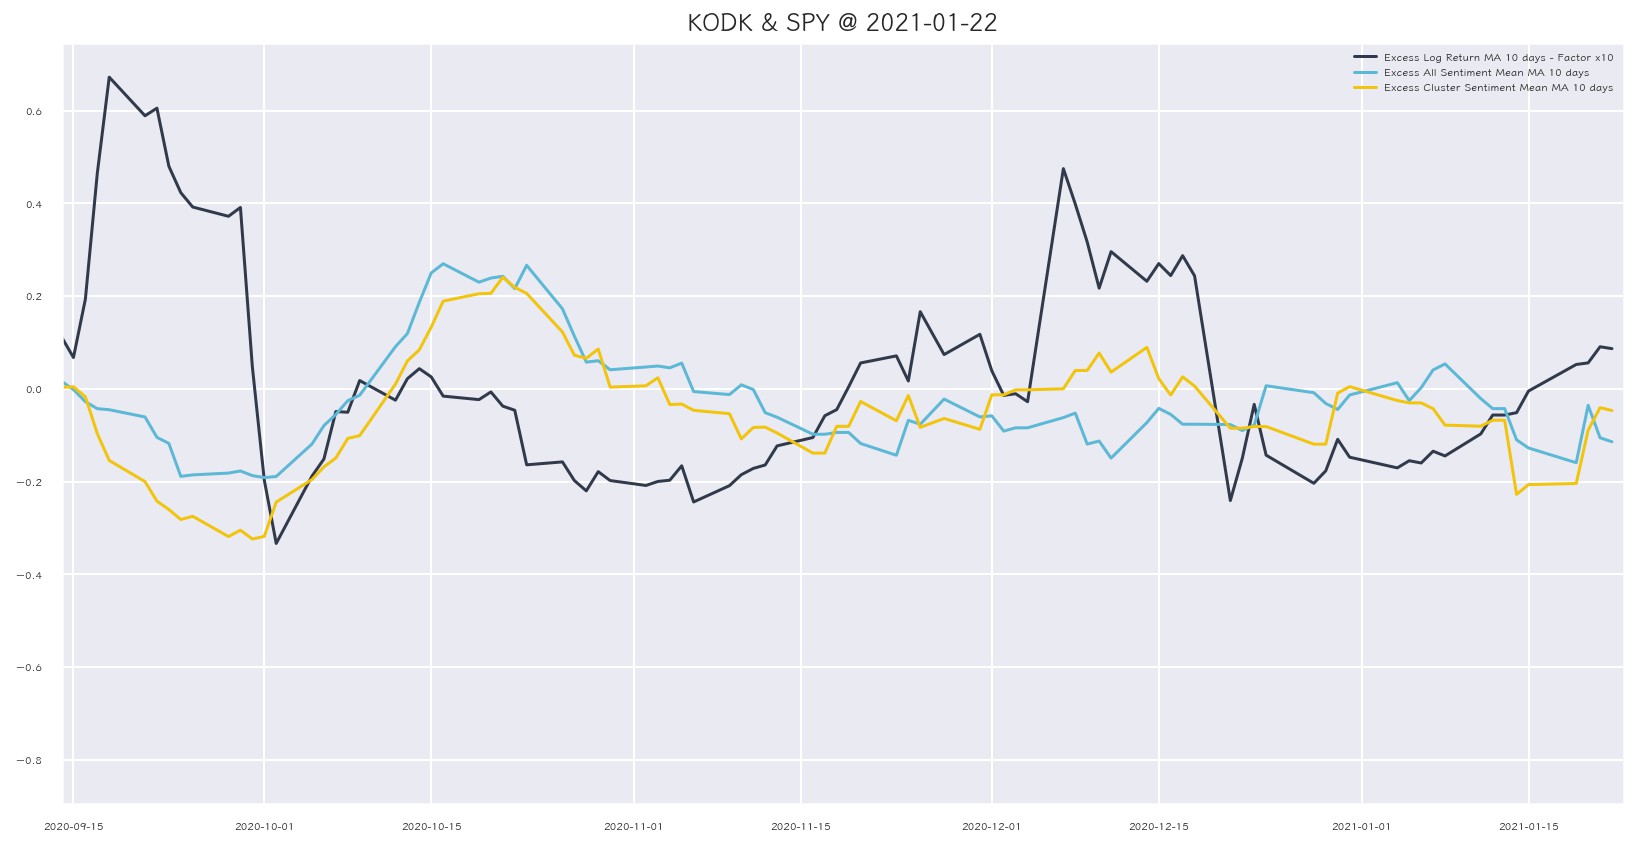 KODK & SPY @ 2021-01-22
Excess Log Return MA 10 days - Factor x10
Excess All Sentiment Mean MA 10 days
Excess Cluster Sentiment Mean MA 10 days
0.6
0.4
0.2
0.0
−0.2
−0.4
−0.6
−0.8
2020-09-15 2020-10-01 2020-10-15 2020-11-01 2020-11-15 2020-12-01 2020-12-15 2021-01-01 2021-01-15